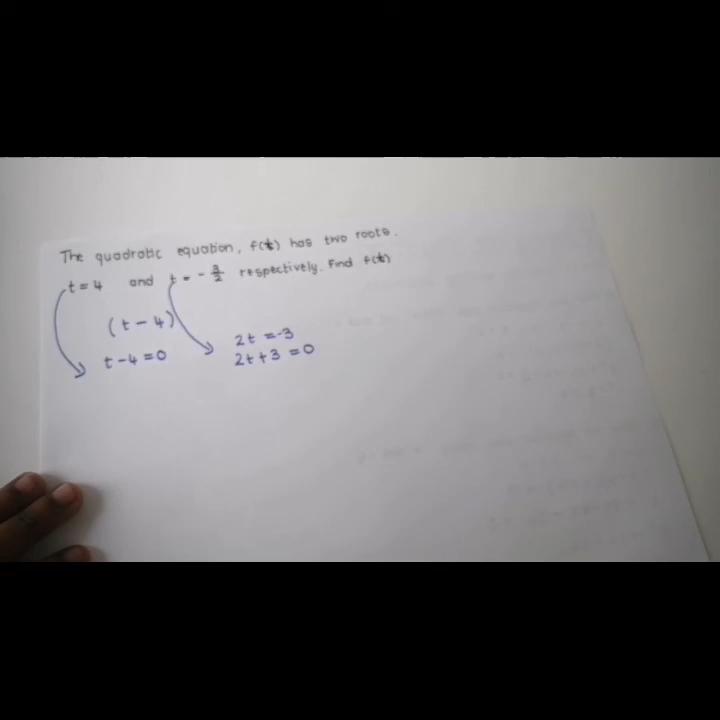 The quadratic equation, f(t) has two roots.
t = 4 and t = - 3/2 respectively. Find f(t)
(t - 4)
t - 4 = 0
2t = -3
2t + 3 = 0